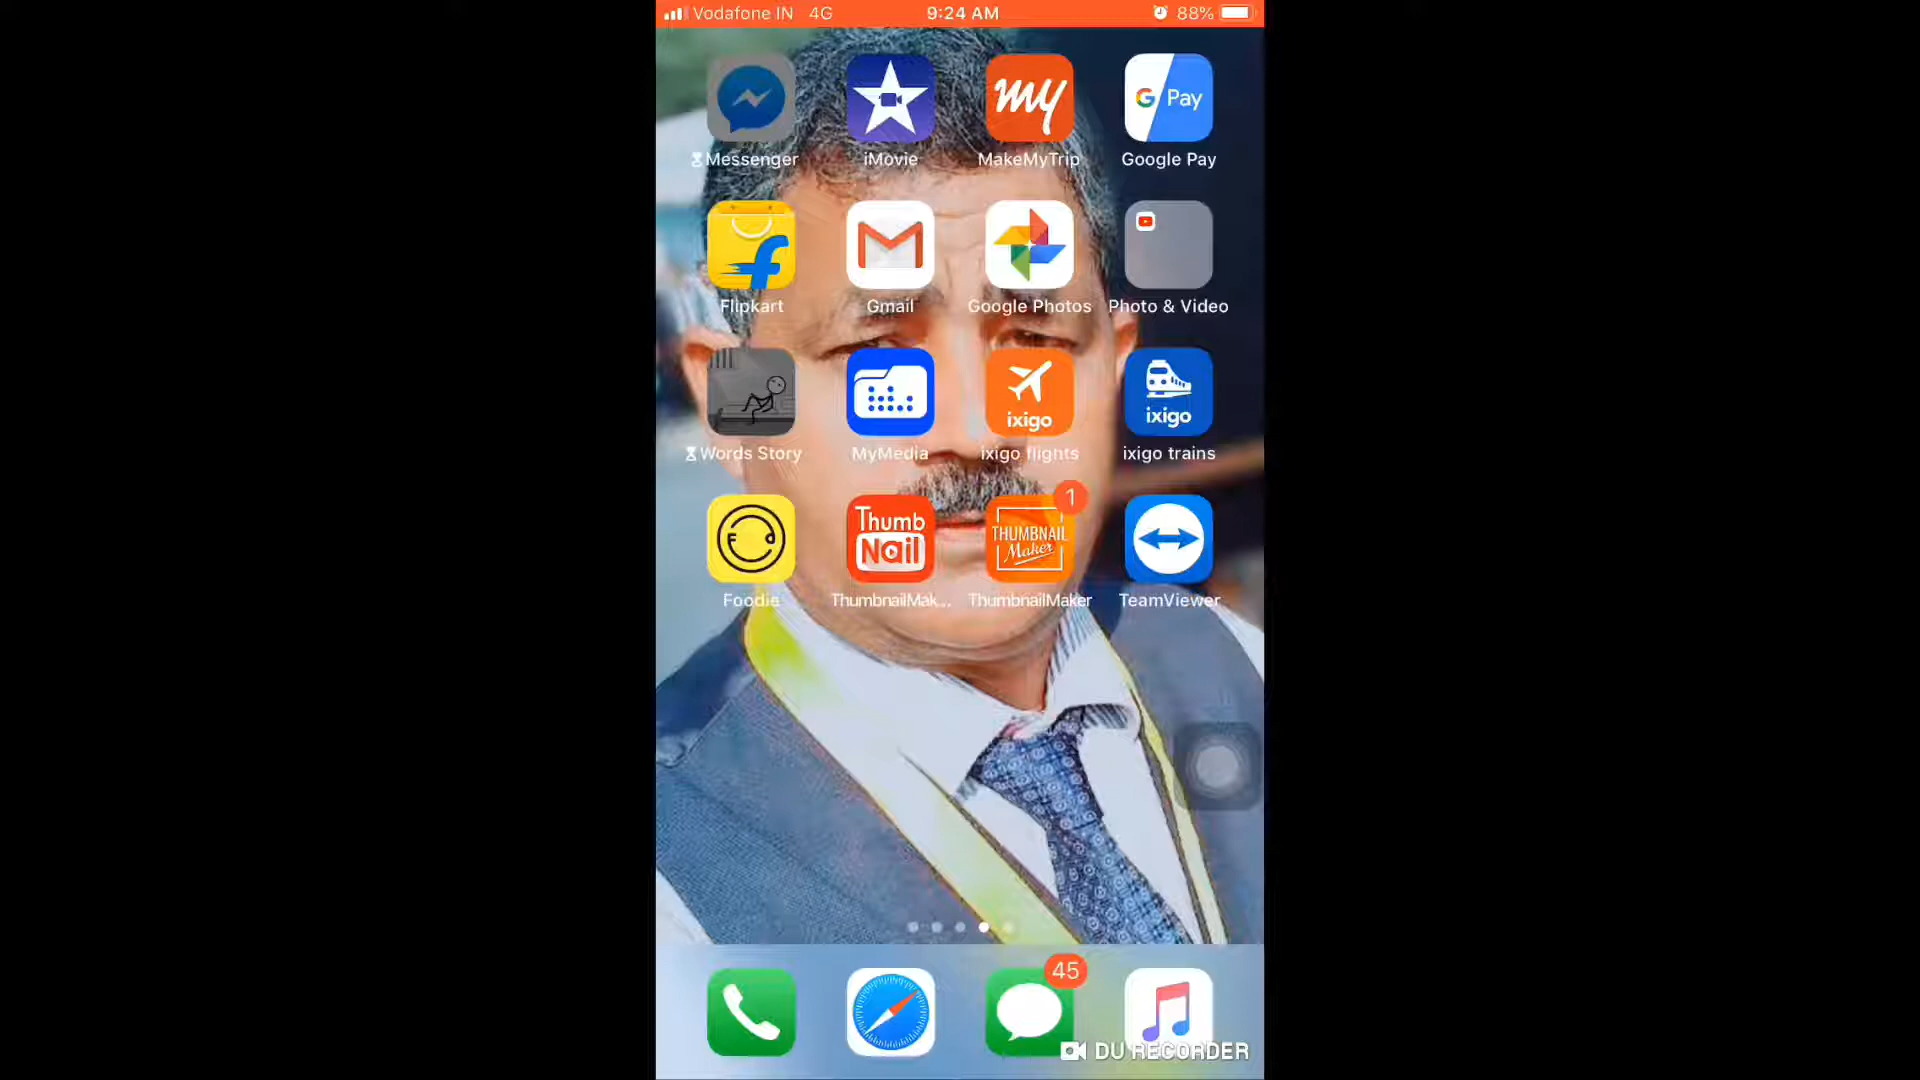 Vodafone IN 4G 9:24 AM 88%
my
G Pay
Messenger iMovie MakeMyTrip Google Pay
f
Flipkart Gmail Google Photos Photo & Video
ixigo ixigo
Words Story MyMedia ixigo flights ixigo trains
Thumb
Nail
THUMBNAIL
Maker
1
Foodie ThumbnailMak... ThumbnailMaker TeamViewer
45
DU RECORDER